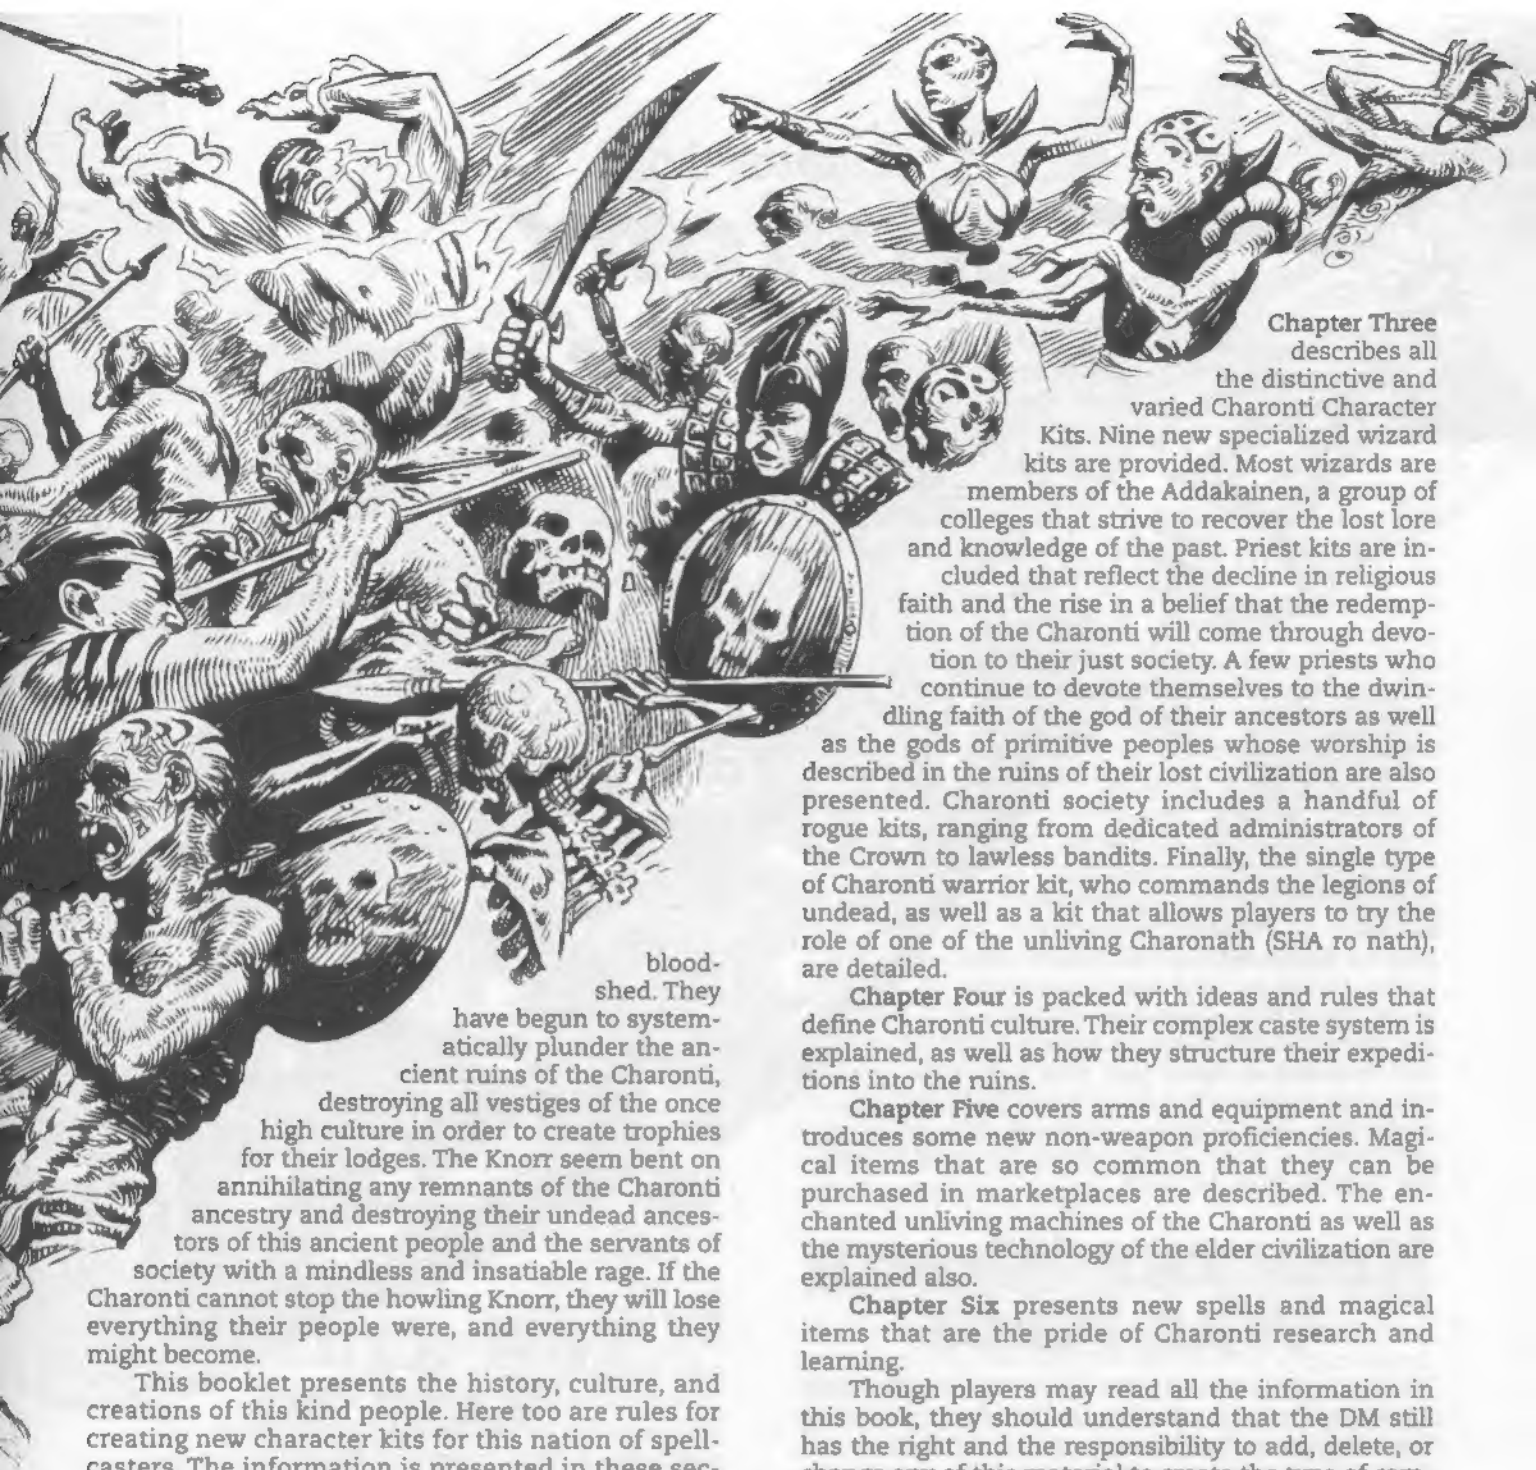 blood-
shed. They
have begun to system-
atically plunder the an-
cient ruins of the Charonti,
destroying all vestiges of the once
high culture in order to create trophies
for their lodges. The Knorr seem bent on
annihilating any remnants of the Charonti
ancestry and destroying their undead ances-
tors of this ancient people and the servants of
society with a mindless and insatiable rage. If the
Charonti cannot stop the howling Knorr, they will lose
everything their people were, and everything they
might become.
This booklet presents the history, culture, and
creations of this kind people. Here too are rules for
creating new character kits for this nation of spell-
casters. The information is presented in these sec-
Chapter Three
describes all
the distinctive and
varied Charonti Character
Kits. Nine new specialized wizard
kits are provided. Most wizards are
members of the Addakainen, a group of
colleges that strive to recover the lost lore
and knowledge of the past. Priest kits are in-
cluded that reflect the decline in religious
faith and the rise in a belief that the redemp-
tion of the Charonti will come through devo-
tion to their just society. A few priests who
continue to devote themselves to the dwin-
dling faith of the god of their ancestors as well
as the gods of primitive peoples whose worship is
described in the ruins of their lost civilization are also
presented. Charonti society includes a handful of
rogue kits, ranging from dedicated administrators of
the Crown to lawless bandits. Finally, the single type
of Charonti warrior kit, who commands the legions of
undead, as well as a kit that allows players to try the
role of one of the unliving Charonath (SHA ro nath),
are detailed.
Chapter Four is packed with ideas and rules that
define Charonti culture. Their complex caste system is
explained, as well as how they structure their expedi-
tions into the ruins.
Chapter Five covers arms and equipment and in-
troduces some new non-weapon proficiencies. Magi-
cal items that are so common that they can be
purchased in marketplaces are described. The en-
chanted unliving machines of the Charonti as well as
the mysterious technology of the elder civilization are
explained also.
Chapter Six presents new spells and magical
items that are the pride of Charonti research and
learning.
Though players may read all the information in
this book, they should understand that the DM still
has the right and the responsibility to add, delete, or